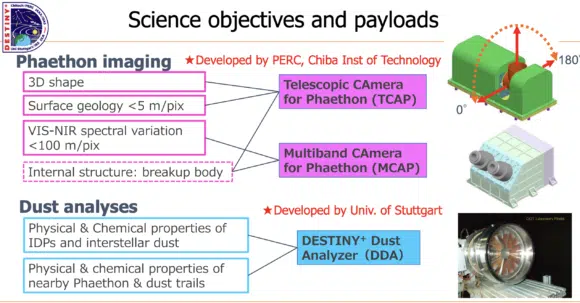 DESTINY+
Science objectives and payloads
Phaethon imaging
★Developed by PERC, Chiba Inst of Technology
3D shape
Surface geology <5 m/pix
VIS-NIR spectral variation
<100 m/pix
Internal structure: breakup body
Telescopic CAmera
for Phaethon (TCAP)
Multiband CAmera
for Phaethon (MCAP)
180°
0°
Dust analyses
★Developed by Univ. of Stuttgart
Physical & Chemical properties of
IDPs and interstellar dust
Physical & chemical properties of
nearby Phaethon & dust trails
DESTINY⁺ Dust
Analyzer (DDA)